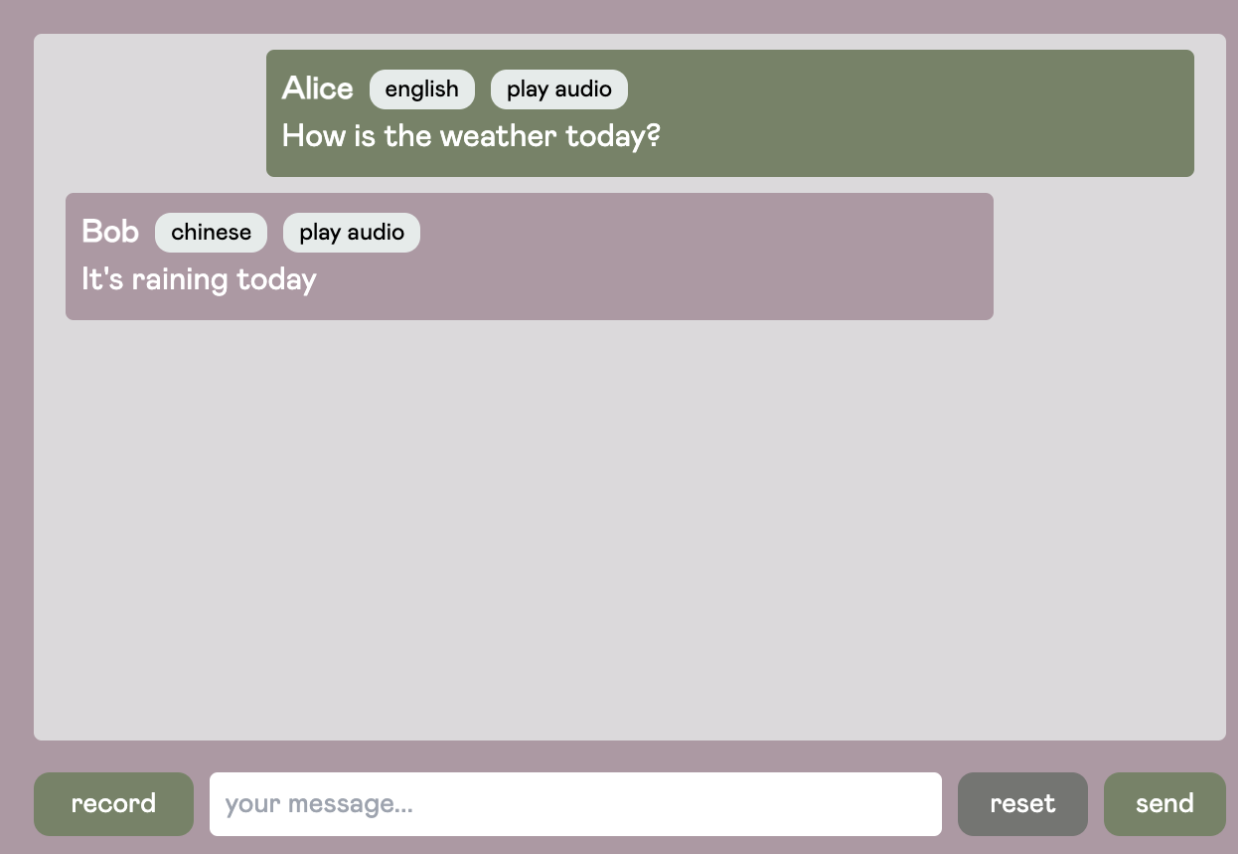 Alice english play audio
How is the weather today?
Bob chinese play audio
It's raining today
record your message... reset send